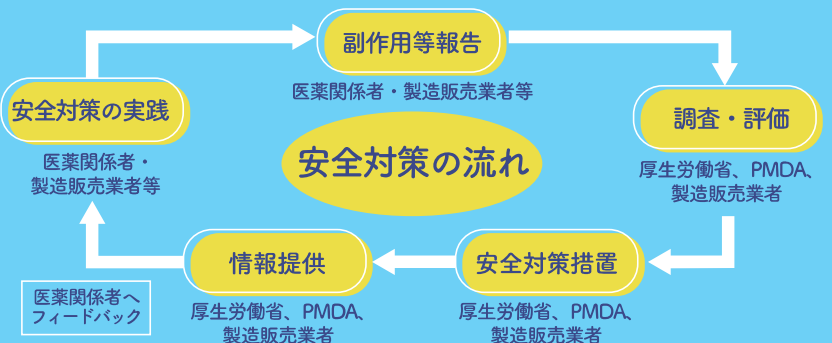 副作用等報告
医薬関係者・製造販売業者等
安全対策の実践
医薬関係者・
製造販売業者等
調査・評価
厚生労働省、PMDA、
製造販売業者
安全対策の流れ
情報提供
厚生労働省、PMDA、
製造販売業者
安全対策措置
厚生労働省、PMDA、
製造販売業者
医薬関係者へ
フィードバック